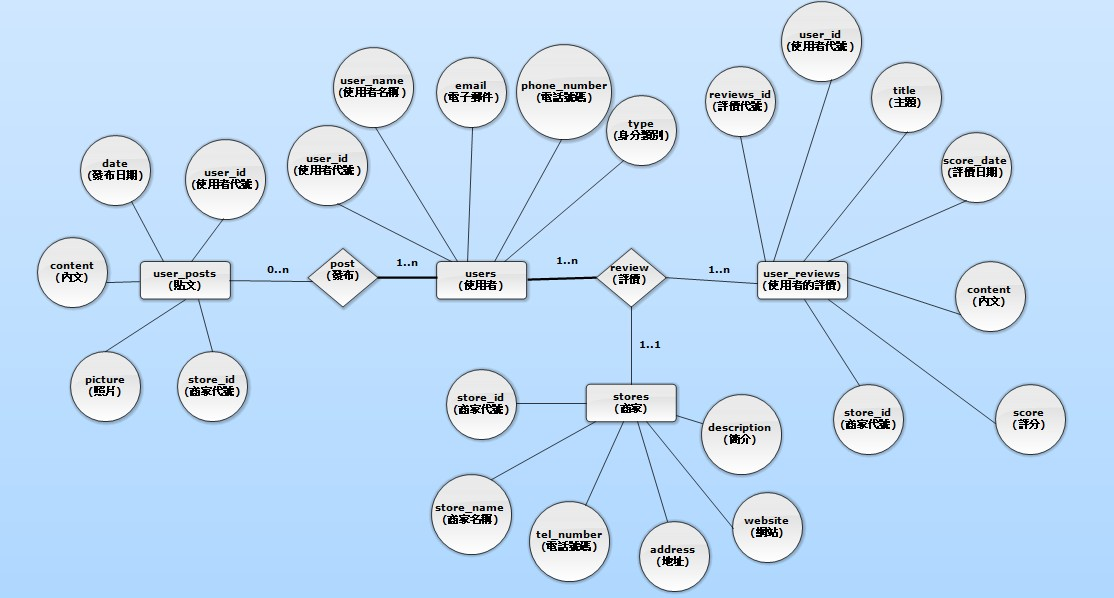 user_id
(使用者代號)
user_name
(使用者名稱)
email
(電子郵件)
phone_number
(電話號碼)
reviews_id
(評價代號)
title
(主題)
type
(身分類別)
date
(發布日期)
user_id
(使用者代號)
user_id
(使用者代號)
score_date
(評價日期)
content
(內文)
user_posts
(貼文)
0..n
post
(發布)
1..n
users
(使用者)
1..n
review
(評價)
1..n
user_reviews
(使用者的評價)
content
(內文)
1..1
picture
(照片)
store_id
(商家代號)
store_id
(商家代號)
stores
(商家)
description
(簡介)
store_id
(商家代號)
score
(評分)
store_name
(商家名稱)
tel_number
(電話號碼)
address
(地址)
website
(網站)